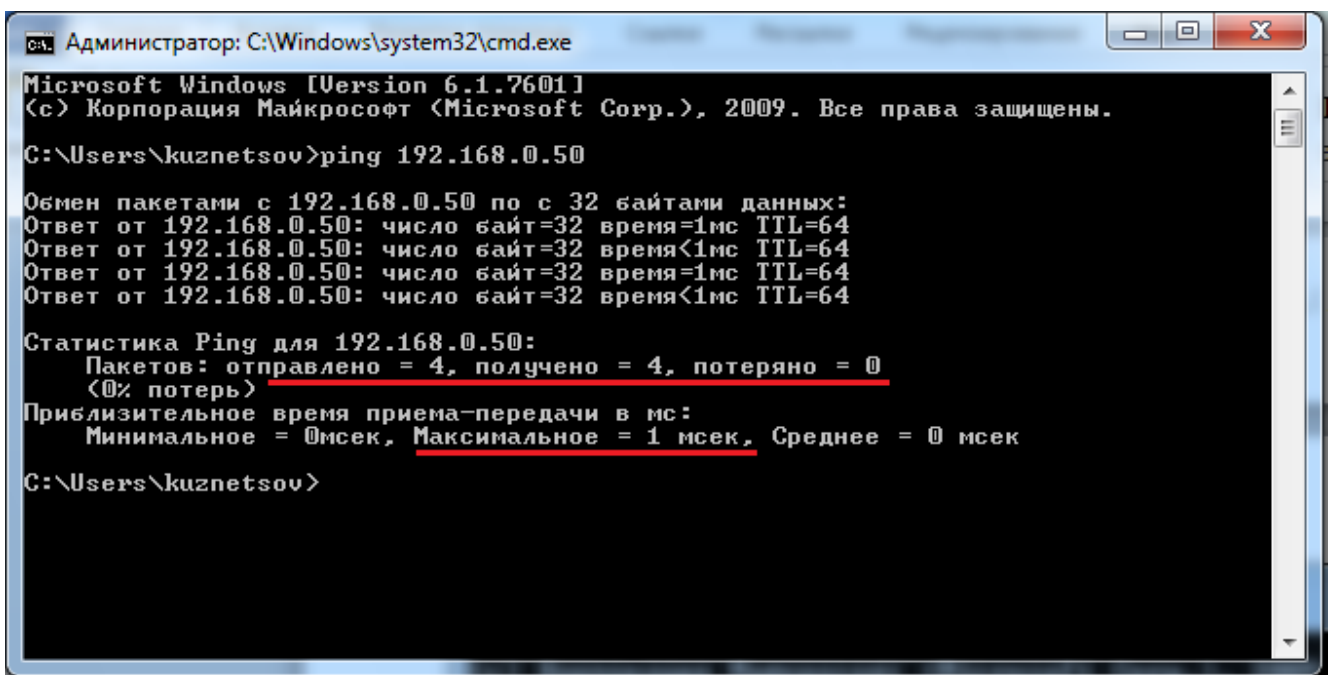 Администратор: C:\Windows\system32\cmd.exe
Microsoft Windows [Version 6.1.7601]
(c) Корпорация Майкрософт (Microsoft Corp.), 2009. Все права защищены.
C:\Users\kuznetsov>ping 192.168.0.50
Обмен пакетами с 192.168.0.50 по с 32 байтами данных:
Ответ от 192.168.0.50: число байт=32 время=1мс TTL=64
Ответ от 192.168.0.50: число байт=32 время<1мс TTL=64
Ответ от 192.168.0.50: число байт=32 время=1мс TTL=64
Ответ от 192.168.0.50: число байт=32 время<1мс TTL=64
Статистика Ping для 192.168.0.50:
Пакетов: отправлено = 4, получено = 4, потеряно = 0
(0% потерь)
Приблизительное время приема-передачи в мс:
Минимальное = 0мсек, Максимальное = 1 мсек, Среднее = 0 мсек
C:\Users\kuznetsov>